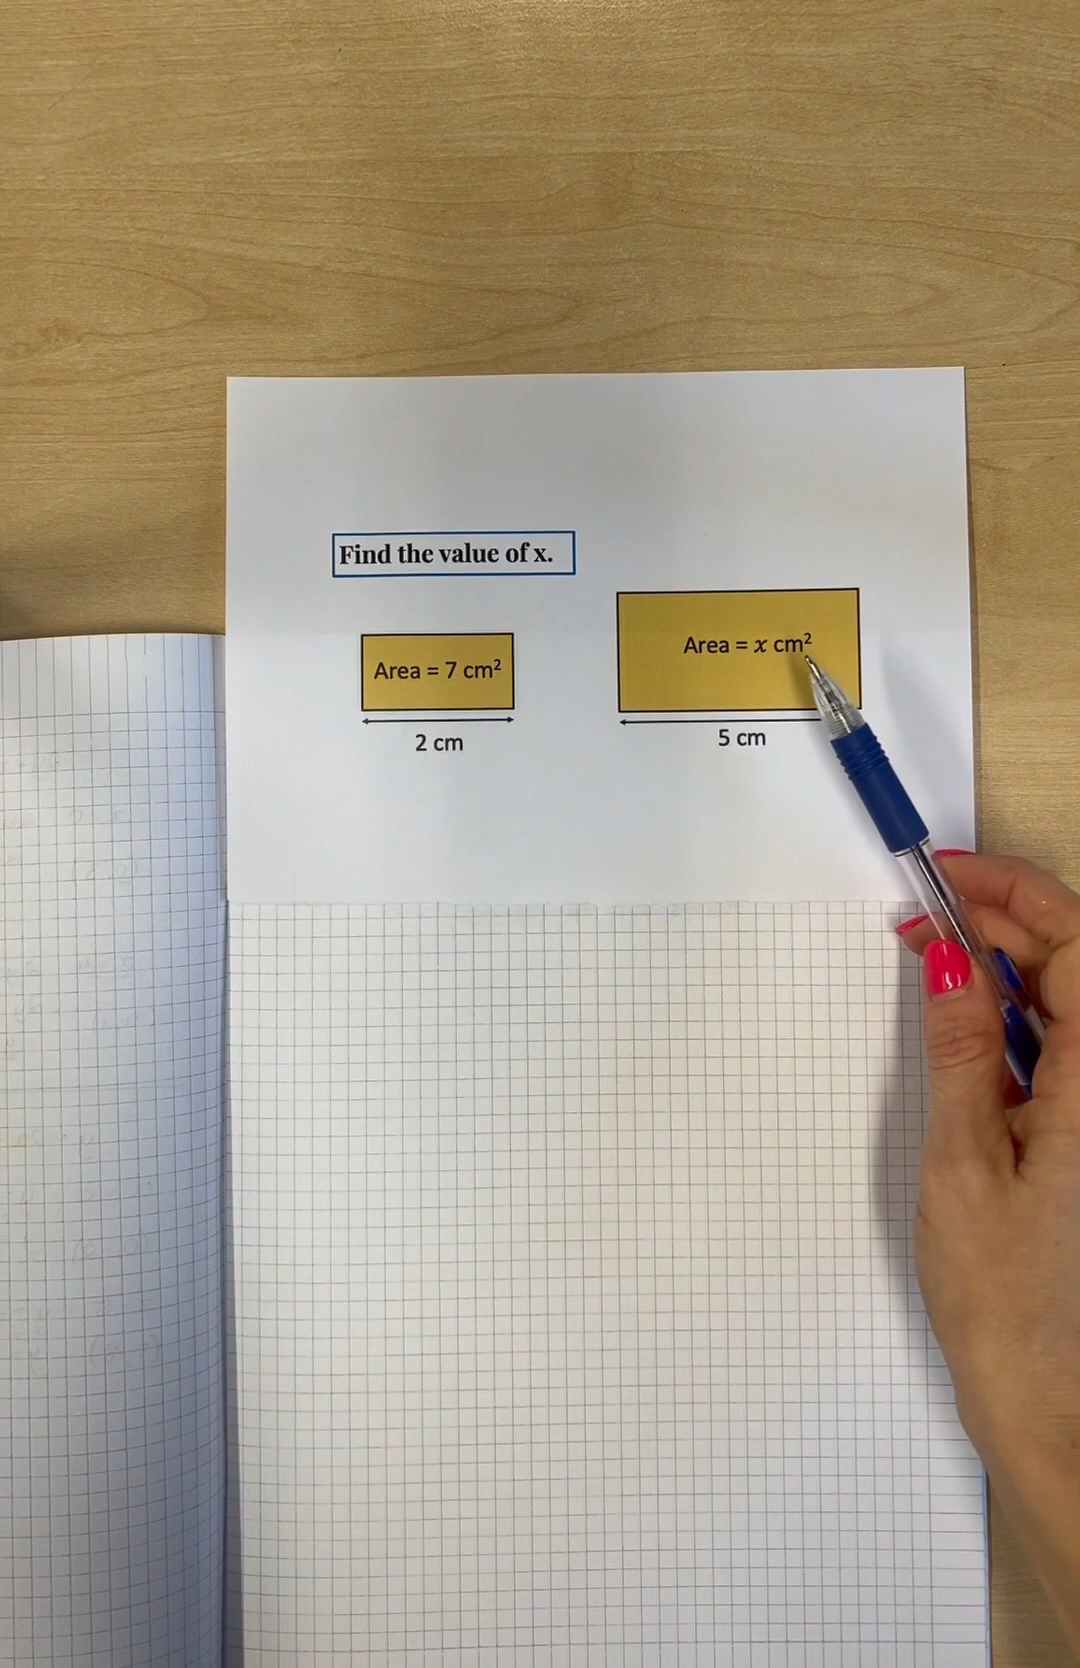 Find the value of x.
Area = 7 cm²
Area = x cm²
2 cm
5 cm